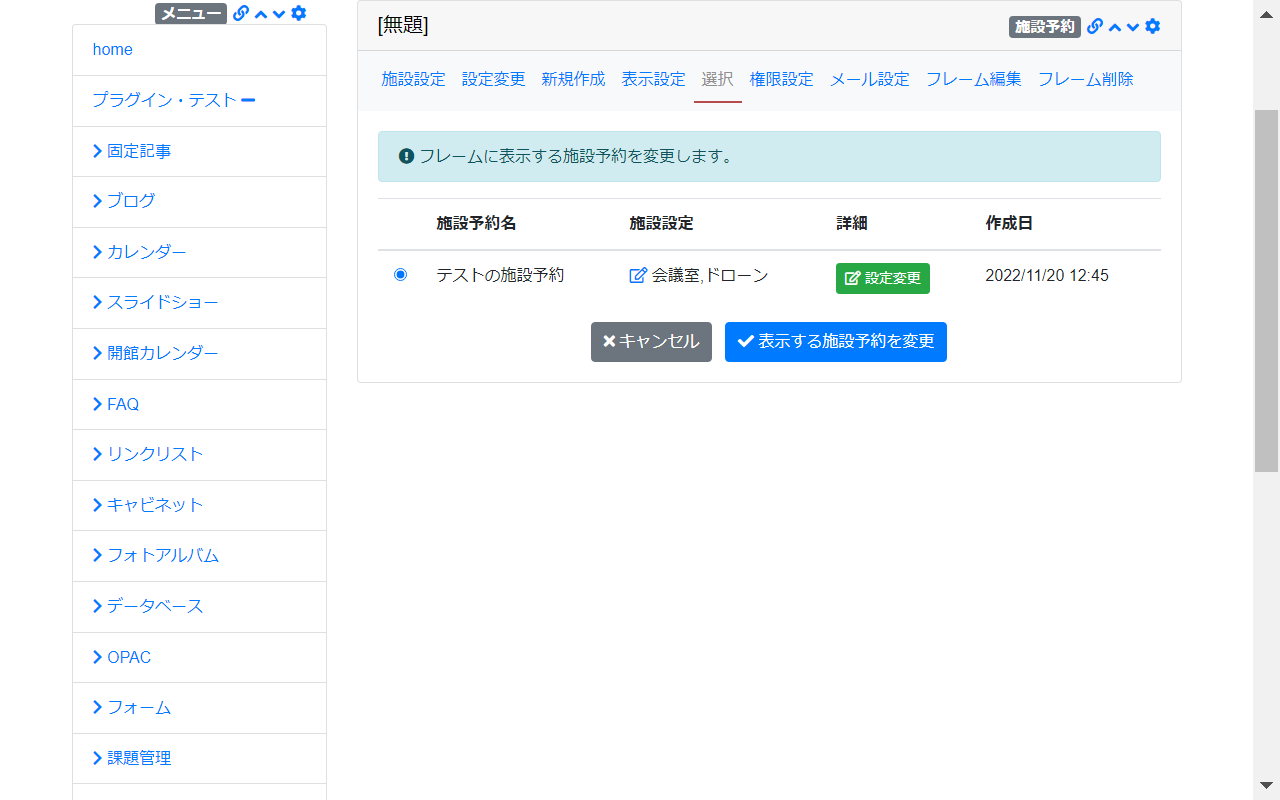 メニュー
home
プラグイン・テスト
固定記事
ブログ
カレンダー
スライドショー
開館カレンダー
FAQ
リンクリスト
キャビネット
フォトアルバム
データベース
OPAC
フォーム
課題管理
[無題] 施設予約
施設設定 設定変更 新規作成 表示設定 選択 権限設定 メール設定 フレーム編集 フレーム削除
フレームに表示する施設予約を変更します。
施設予約名 施設設定 詳細 作成日
テストの施設予約 会議室,ドローン 設定変更 2022/11/20 12:45
キャンセル 表示する施設予約を変更